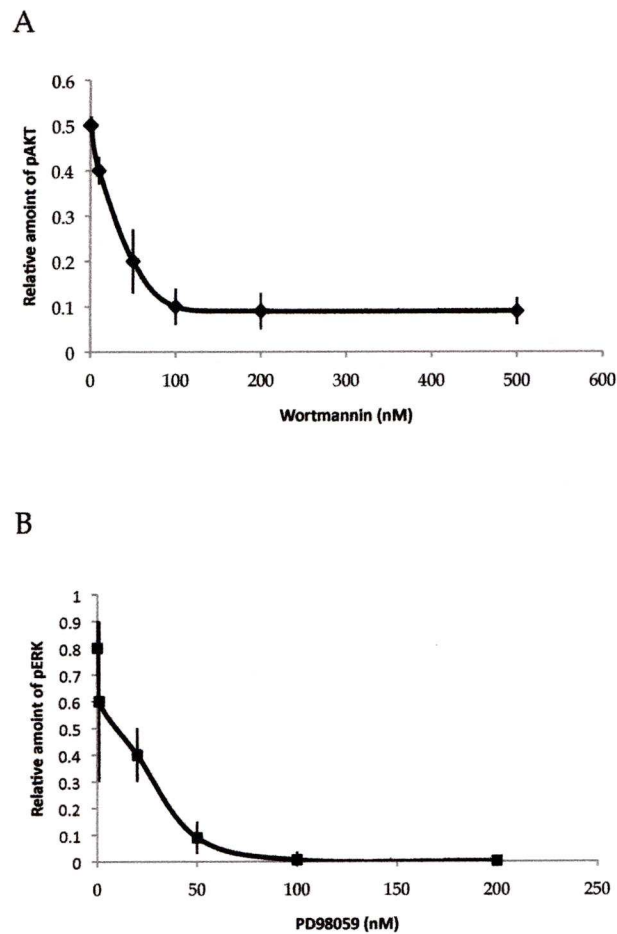 A
0.6
0.5
0.4
0.3
0.2
0.1
0
Relative amoint of pAKT
0 100 200 300 400 500 600
Wortmannin (nM)
B
1
0.9
0.8
0.7
0.6
0.5
0.4
0.3
0.2
0.1
0
Relative amoint of pERK
0 50 100 150 200 250
PD98059 (nM)